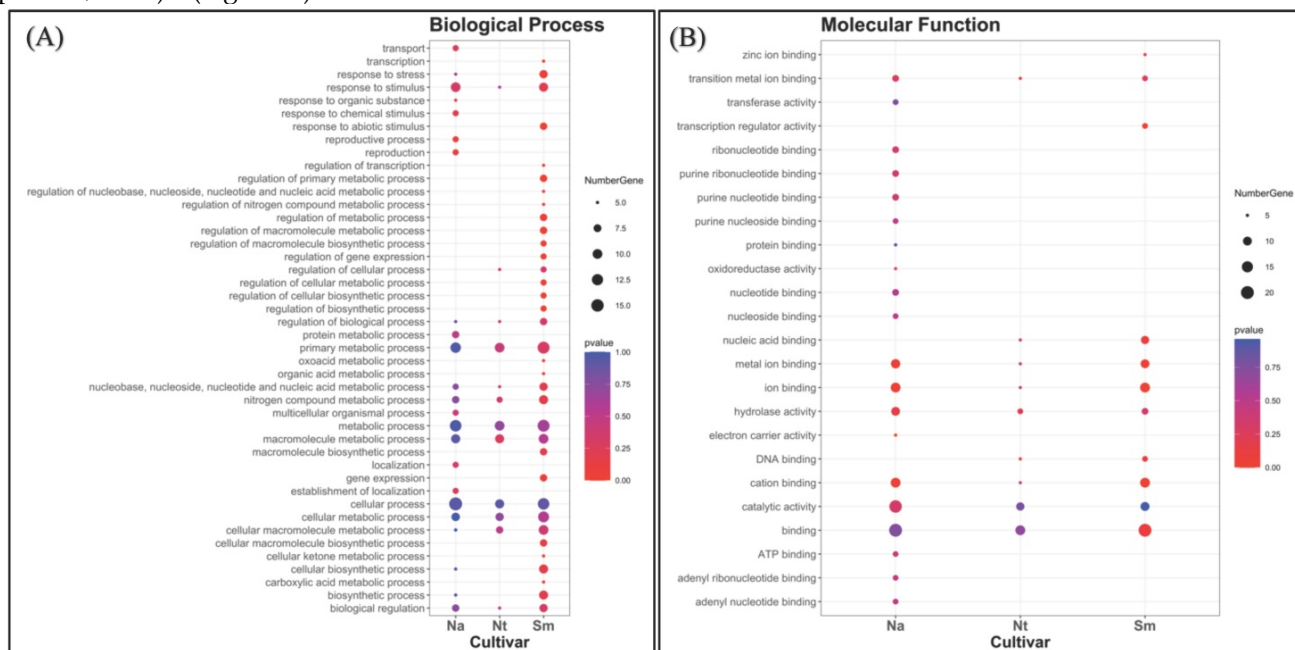 (A)
Biological Process
transport
transcription
response to stress
response to stimulus
response to organic substance
response to chemical stimulus
response to abiotic stimulus
reproductive process
reproduction
regulation of transcription
regulation of primary metabolic process
regulation of nucleobase, nucleoside, nucleotide and nucleic acid metabolic process
regulation of nitrogen compound metabolic process
regulation of metabolic process
regulation of macromolecule metabolic process
regulation of macromolecule biosynthetic process
regulation of gene expression
regulation of cellular process
regulation of cellular metabolic process
regulation of cellular biosynthetic process
regulation of biosynthetic process
regulation of biological process
protein metabolic process
primary metabolic process
oxoacid metabolic process
organic acid metabolic process
nucleobase, nucleoside, nucleotide and nucleic acid metabolic process
nitrogen compound metabolic process
multicellular organismal process
metabolic process
macromolecule metabolic process
macromolecule biosynthetic process
localization
gene expression
establishment of localization
cellular process
cellular metabolic process
cellular macromolecule metabolic process
cellular macromolecule biosynthetic process
cellular ketone metabolic process
cellular biosynthetic process
carboxylic acid metabolic process
biosynthetic process
biological regulation
Na Nt Sm
Cultivar
NumberGene
5.0
7.5
10.0
12.5
15.0
pvalue
1.00
0.75
0.50
0.25
0.00
(B)
Molecular Function
zinc ion binding
transition metal ion binding
transferase activity
transcription regulator activity
ribonucleotide binding
purine ribonucleotide binding
purine nucleotide binding
purine nucleoside binding
protein binding
oxidoreductase activity
nucleotide binding
nucleoside binding
nucleic acid binding
metal ion binding
ion binding
hydrolase activity
electron carrier activity
DNA binding
cation binding
catalytic activity
binding
ATP binding
adenyl ribonucleotide binding
adenyl nucleotide binding
Na Nt Sm
Cultivar
NumberGene
5
10
15
20
pvalue
0.75
0.50
0.25
0.00